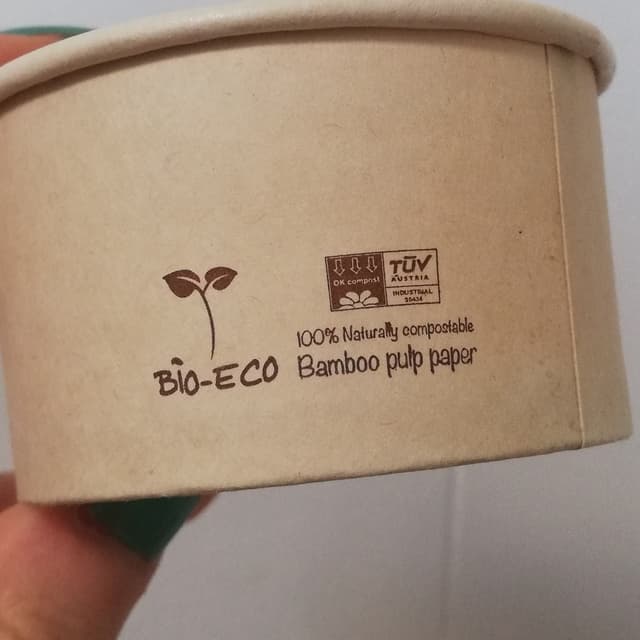 OK compost
TÜV
AUSTRIA
INDUSTRIAL
100% Naturally compostable
BiO-ECO
Bamboo pulp paper